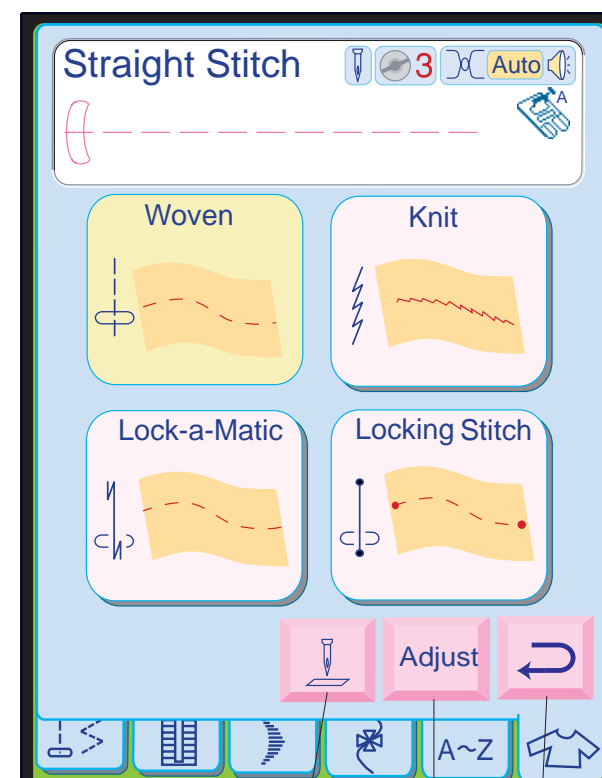 Straight Stitch 3 Auto
A
Woven Knit
Lock-a-Matic Locking Stitch
Adjust
A~Z